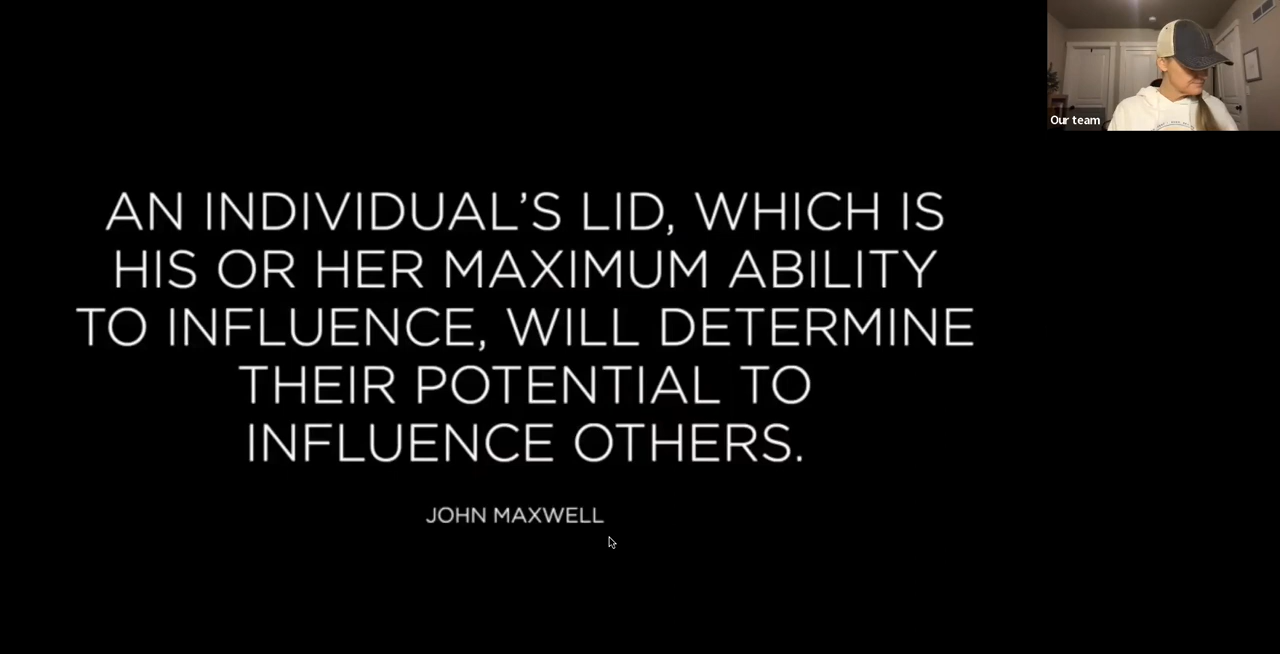 AN INDIVIDUAL’S LID, WHICH IS
HIS OR HER MAXIMUM ABILITY
TO INFLUENCE, WILL DETERMINE
THEIR POTENTIAL TO
INFLUENCE OTHERS.
JOHN MAXWELL
Our team